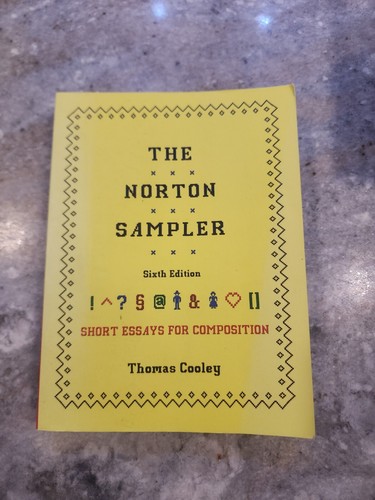 THE
NORTON
SAMPLER
Sixth Edition
! ^ ? § @ & ♡ []
SHORT ESSAYS FOR COMPOSITION
Thomas Cooley